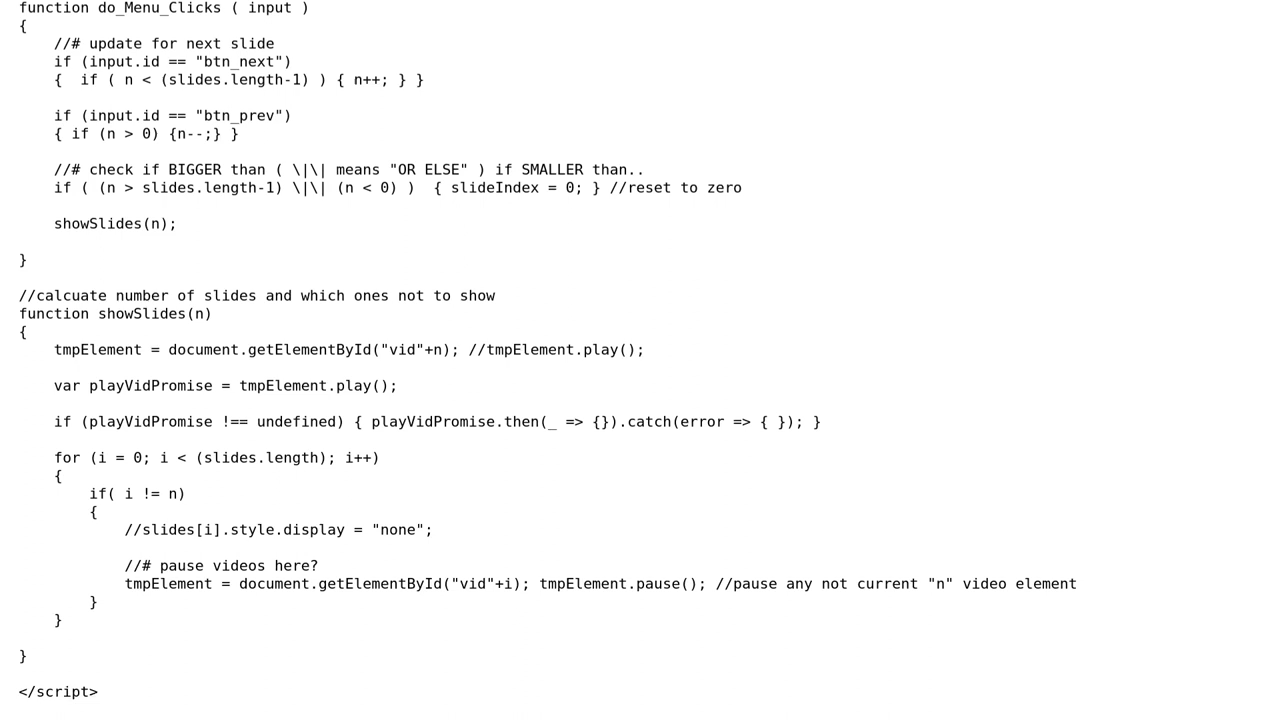 function do_Menu_Clicks ( input )
{
    //# update for next slide
    if (input.id == "btn_next")
    {  if ( n < (slides.length-1) ) { n++; } }

    if (input.id == "btn_prev")
    { if (n > 0) {n--;} }

    //# check if BIGGER than ( \|\| means "OR ELSE" ) if SMALLER than..
    if ( (n > slides.length-1) \|\| (n < 0) )  { slideIndex = 0; } //reset to zero

    showSlides(n);

}

//calcuate number of slides and which ones not to show
function showSlides(n)
{
    tmpElement = document.getElementById("vid"+n); //tmpElement.play();

    var playVidPromise = tmpElement.play();

    if (playVidPromise !== undefined) { playVidPromise.then(_ => {}).catch(error => { }); }

    for (i = 0; i < (slides.length); i++)
    {
        if( i != n)
        {
            //slides[i].style.display = "none";

            //# pause videos here?
            tmpElement = document.getElementById("vid"+i); tmpElement.pause(); //pause any not current "n" video element
        }
    }

}

</script>